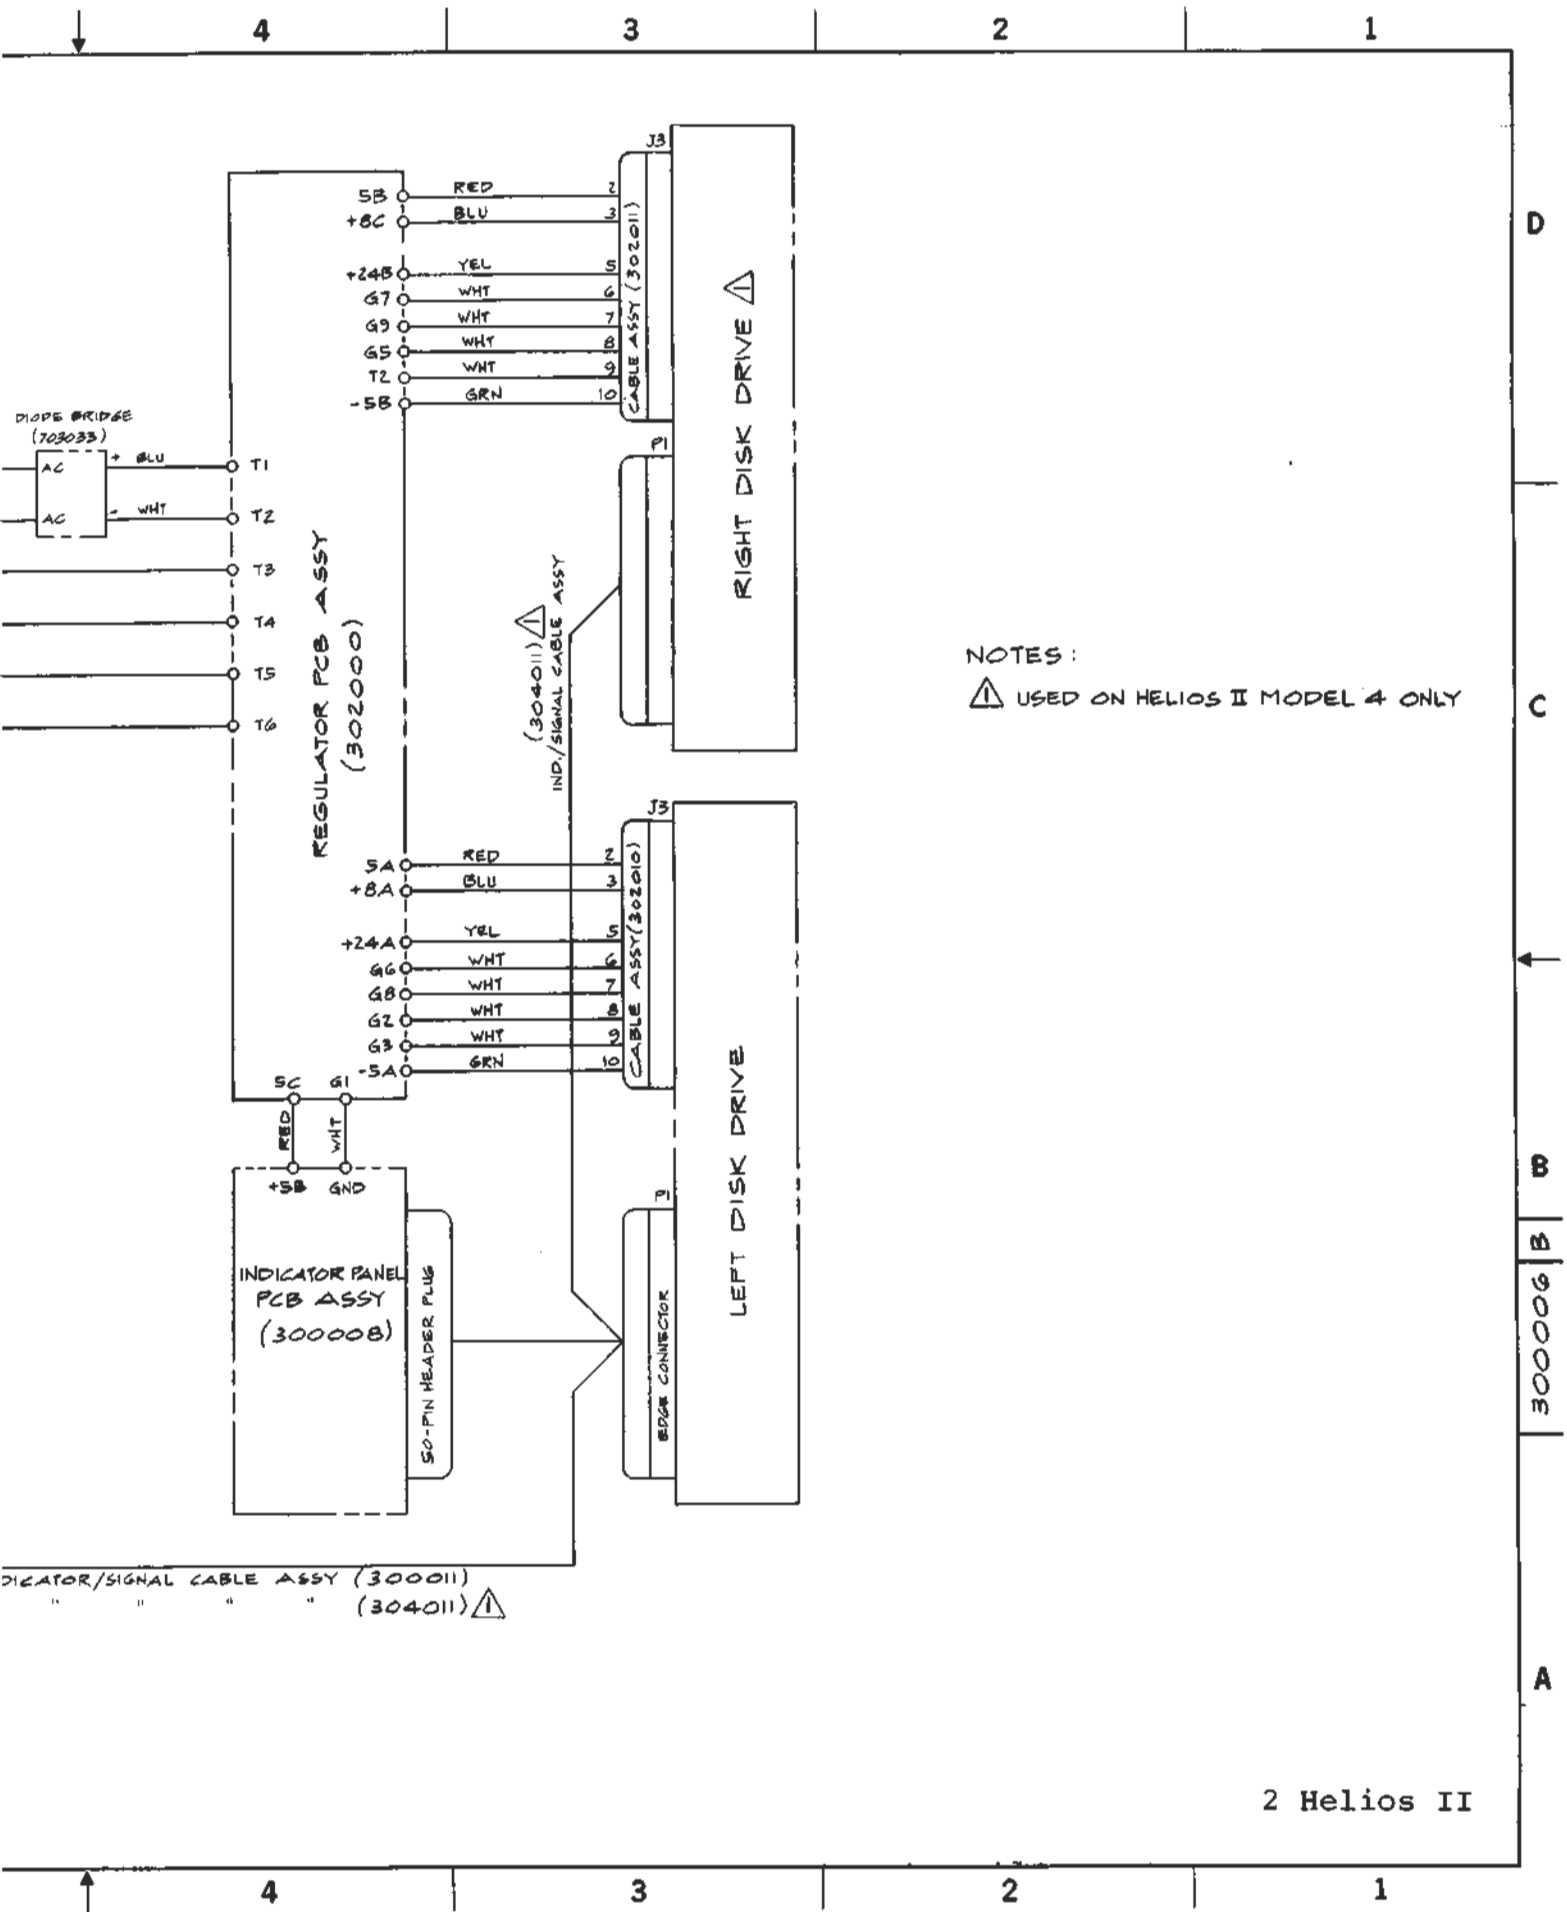 4 3 2 1
J3
5B RED 2
+8C BLU 3
+24B YEL 5
G7 WHT 6
G9 WHT 7
G5 WHT 8
T2 WHT 9
-5B GRN 10
CABLE ASSY (302011)
RIGHT DISK DRIVE 1
D
DIODE BRIDGE
(703033)
AC + BLU T1
AC - WHT T2
T3
T4
T5
T6
P1
REGULATOR PCB ASSY
(302000)
(304011) 1
IND./SIGNAL CABLE ASSY
NOTES:
1 USED ON HELIOS II MODEL 4 ONLY
C
J3
5A RED 2
+8A BLU 3
+24A YEL 5
G6 WHT 6
G8 WHT 7
G2 WHT 8
G3 WHT 9
-5A GRN 10
CABLE ASSY (302010)
LEFT DISK DRIVE
5C G1
RED WHT
+5B GND
P1
B
B
300006
INDICATOR PANEL
PCB ASSY
(300008)
50-PIN HEADER PLUG
EDGE CONNECTOR
DICATOR/SIGNAL CABLE ASSY (300011)
" " " " (304011) 1
A
2 Helios II
4 3 2 1